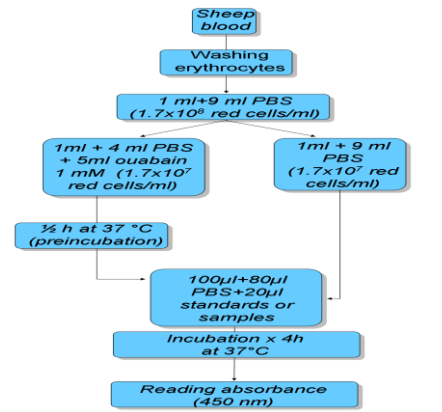 Sheep
blood
Washing
erythrocytes
1 ml+9 ml PBS
(1.7x10⁸ red cells/ml)
1ml + 4 ml PBS
+ 5ml ouabain
1 mM (1.7x10⁷
red cells/ml)
1ml + 9 ml
PBS
(1.7x10⁷ red
cells/ml)
½ h at 37 °C
(preincubation)
100µl+80µl
PBS+20µl
standards or
samples
Incubation x 4h
at 37°C
Reading absorbance
(450 nm)